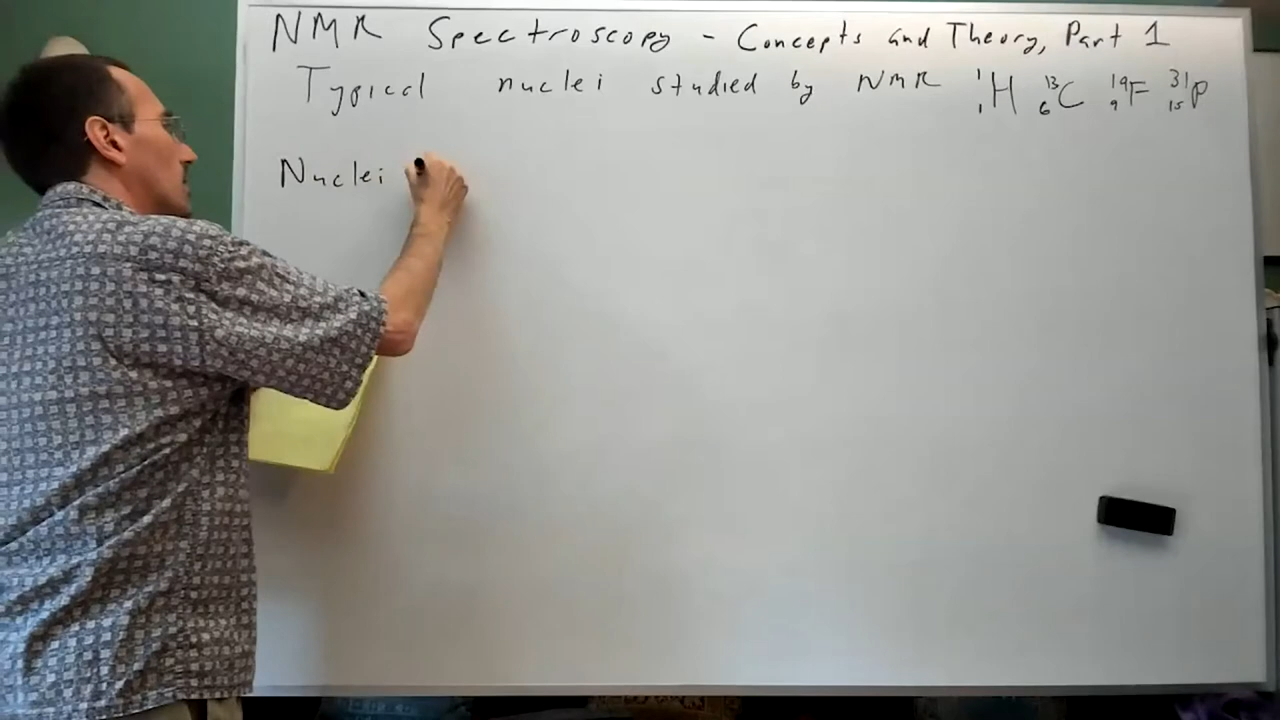 NMR Spectroscopy - Concepts and Theory, Part 1
Typical nuclei studied by NMR ¹₁H ¹³₆C ¹⁹₉F ³¹₁₅P
Nuclei